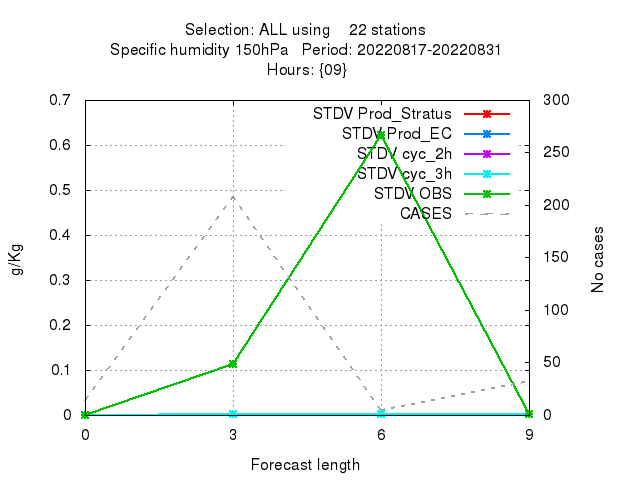 Selection: ALL using 22 stations
Specific humidity 150hPa Period: 20220817-20220831
Hours: {09}
0.7
0.6
0.5
0.4
0.3
0.2
0.1
0
g/Kg
STDV Prod_Stratus
STDV Prod_EC
STDV cyc_2h
STDV cyc_3h
STDV OBS
CASES
300
250
200
150
100
50
0
No cases
0 3 6 9
Forecast length